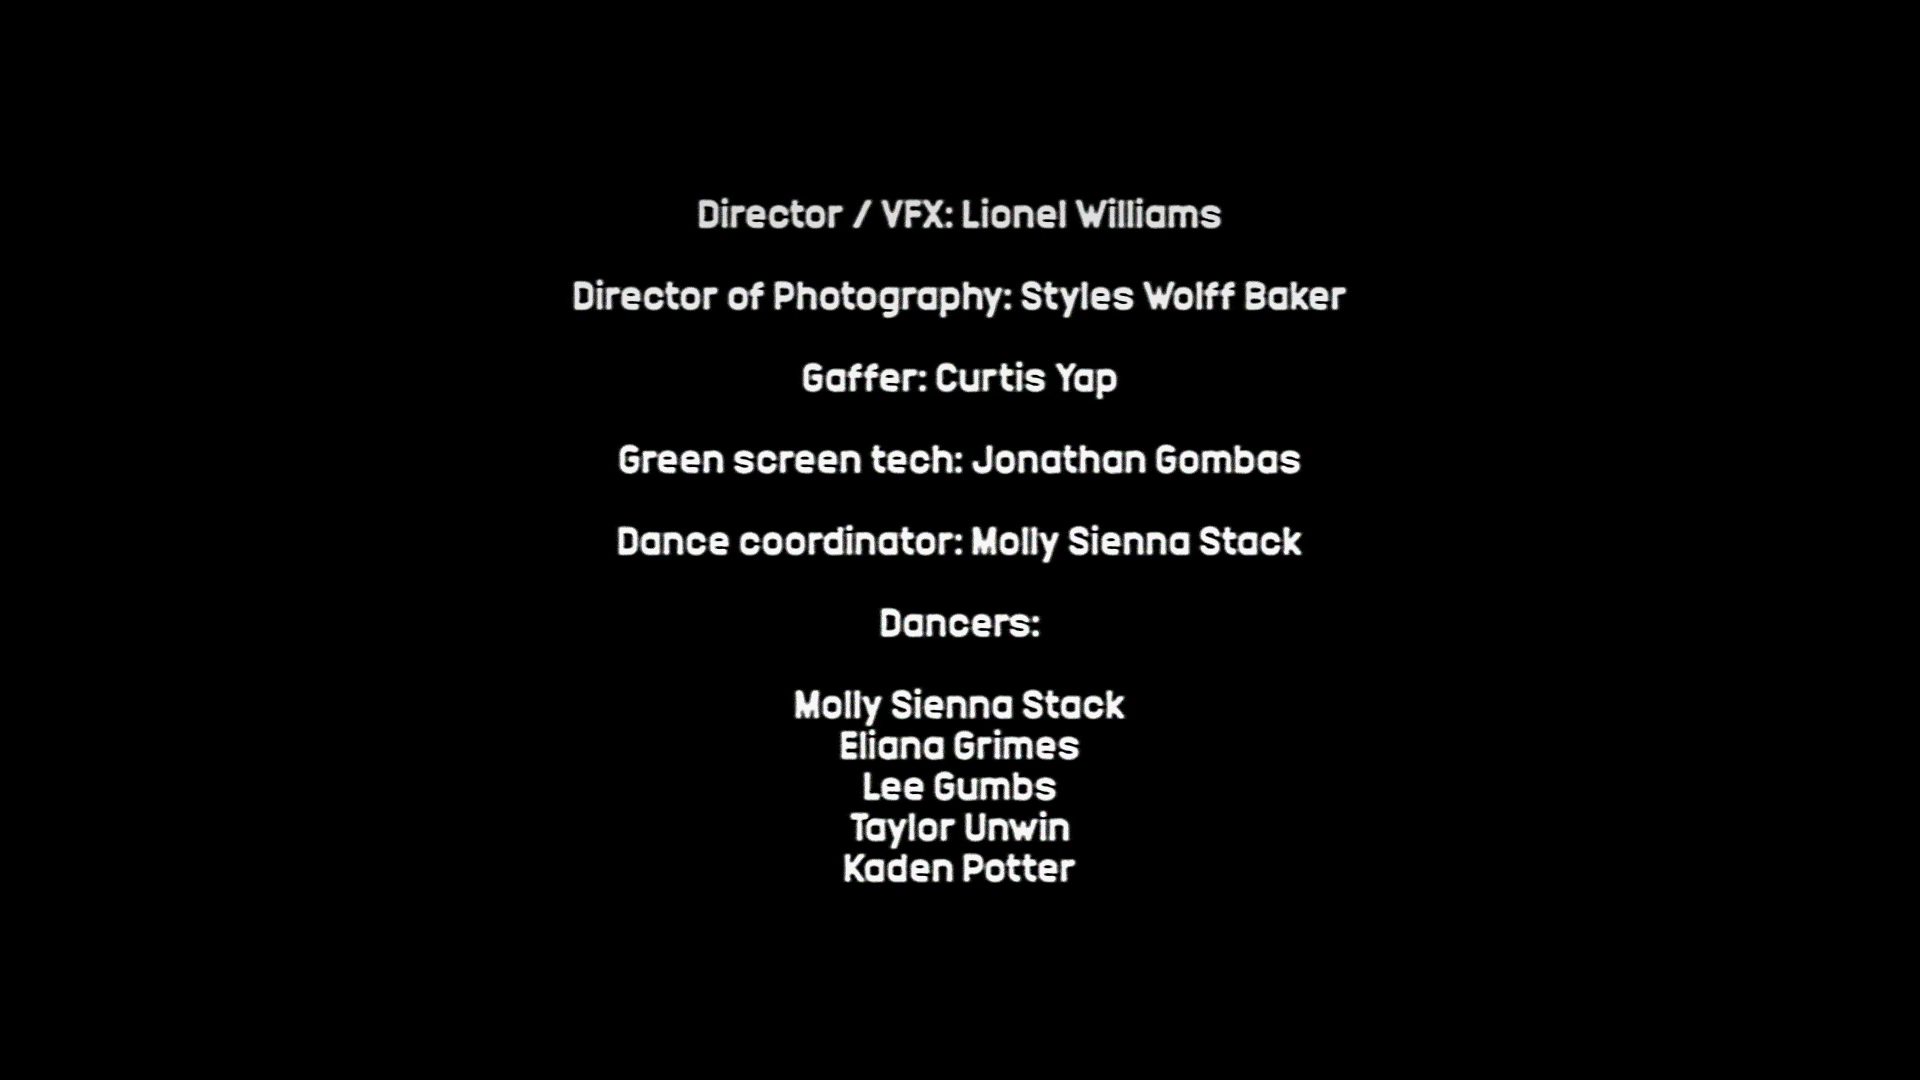 Director / VFX: Lionel Williams
Director of Photography: Styles Wolff Baker
Gaffer: Curtis Yap
Green screen tech: Jonathan Gombas
Dance coordinator: Molly Sienna Stack
Dancers:
Molly Sienna Stack
Eliana Grimes
Lee Gumbs
Taylor Unwin
Kaden Potter